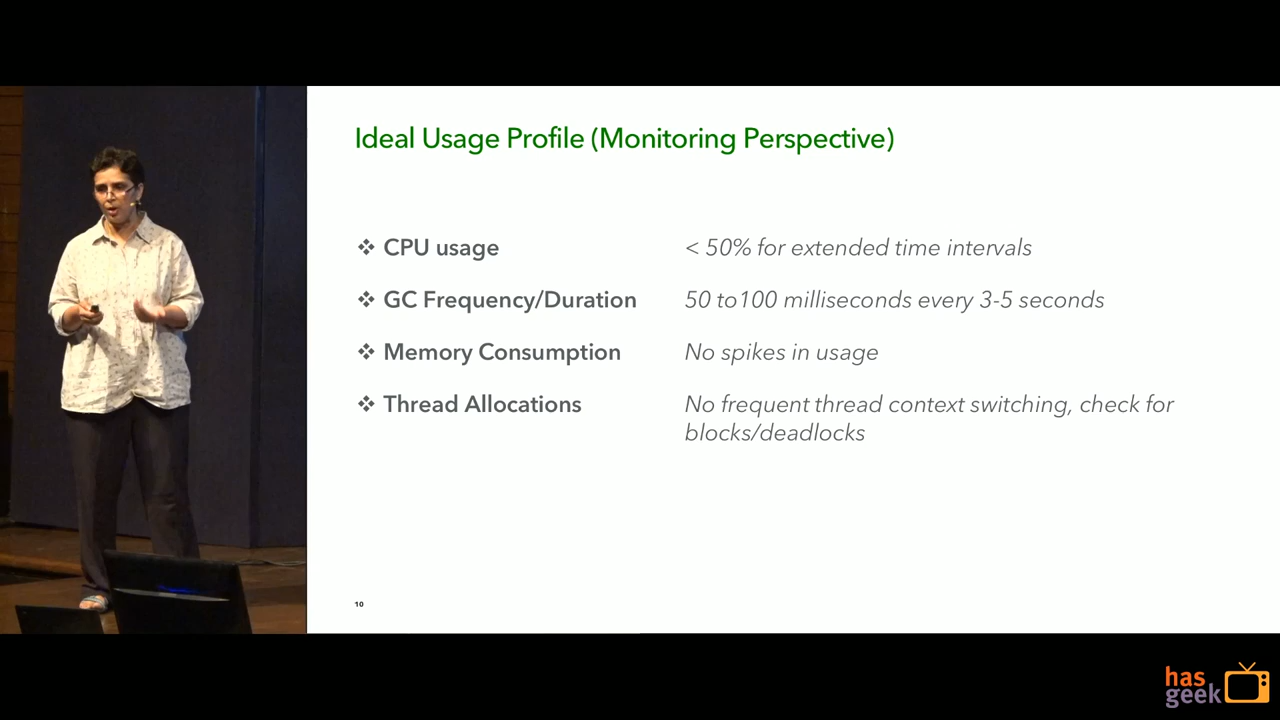 Ideal Usage Profile (Monitoring Perspective)
❖ CPU usage < 50% for extended time intervals
❖ GC Frequency/Duration 50 to100 milliseconds every 3-5 seconds
❖ Memory Consumption No spikes in usage
❖ Thread Allocations No frequent thread context switching, check for
blocks/deadlocks
10
has
geek